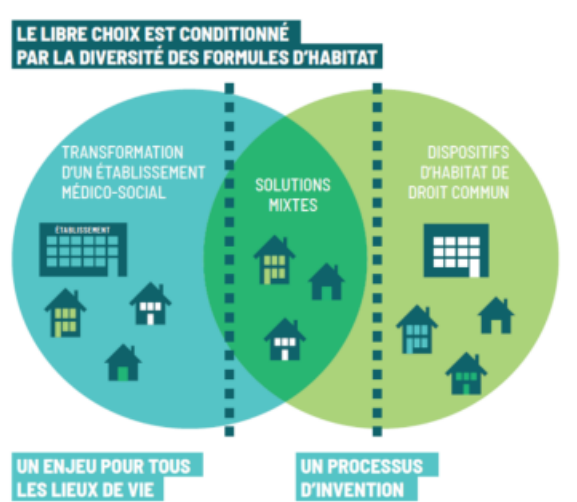 LE LIBRE CHOIX EST CONDITIONNÉ
PAR LA DIVERSITÉ DES FORMULES D'HABITAT
TRANSFORMATION
D'UN ÉTABLISSEMENT
MÉDICO-SOCIAL
SOLUTIONS
MIXTES
DISPOSITIFS
D'HABITAT DE
DROIT COMMUN
ÉTABLISSEMENT
UN ENJEU POUR TOUS
LES LIEUX DE VIE
UN PROCESSUS
D'INVENTION